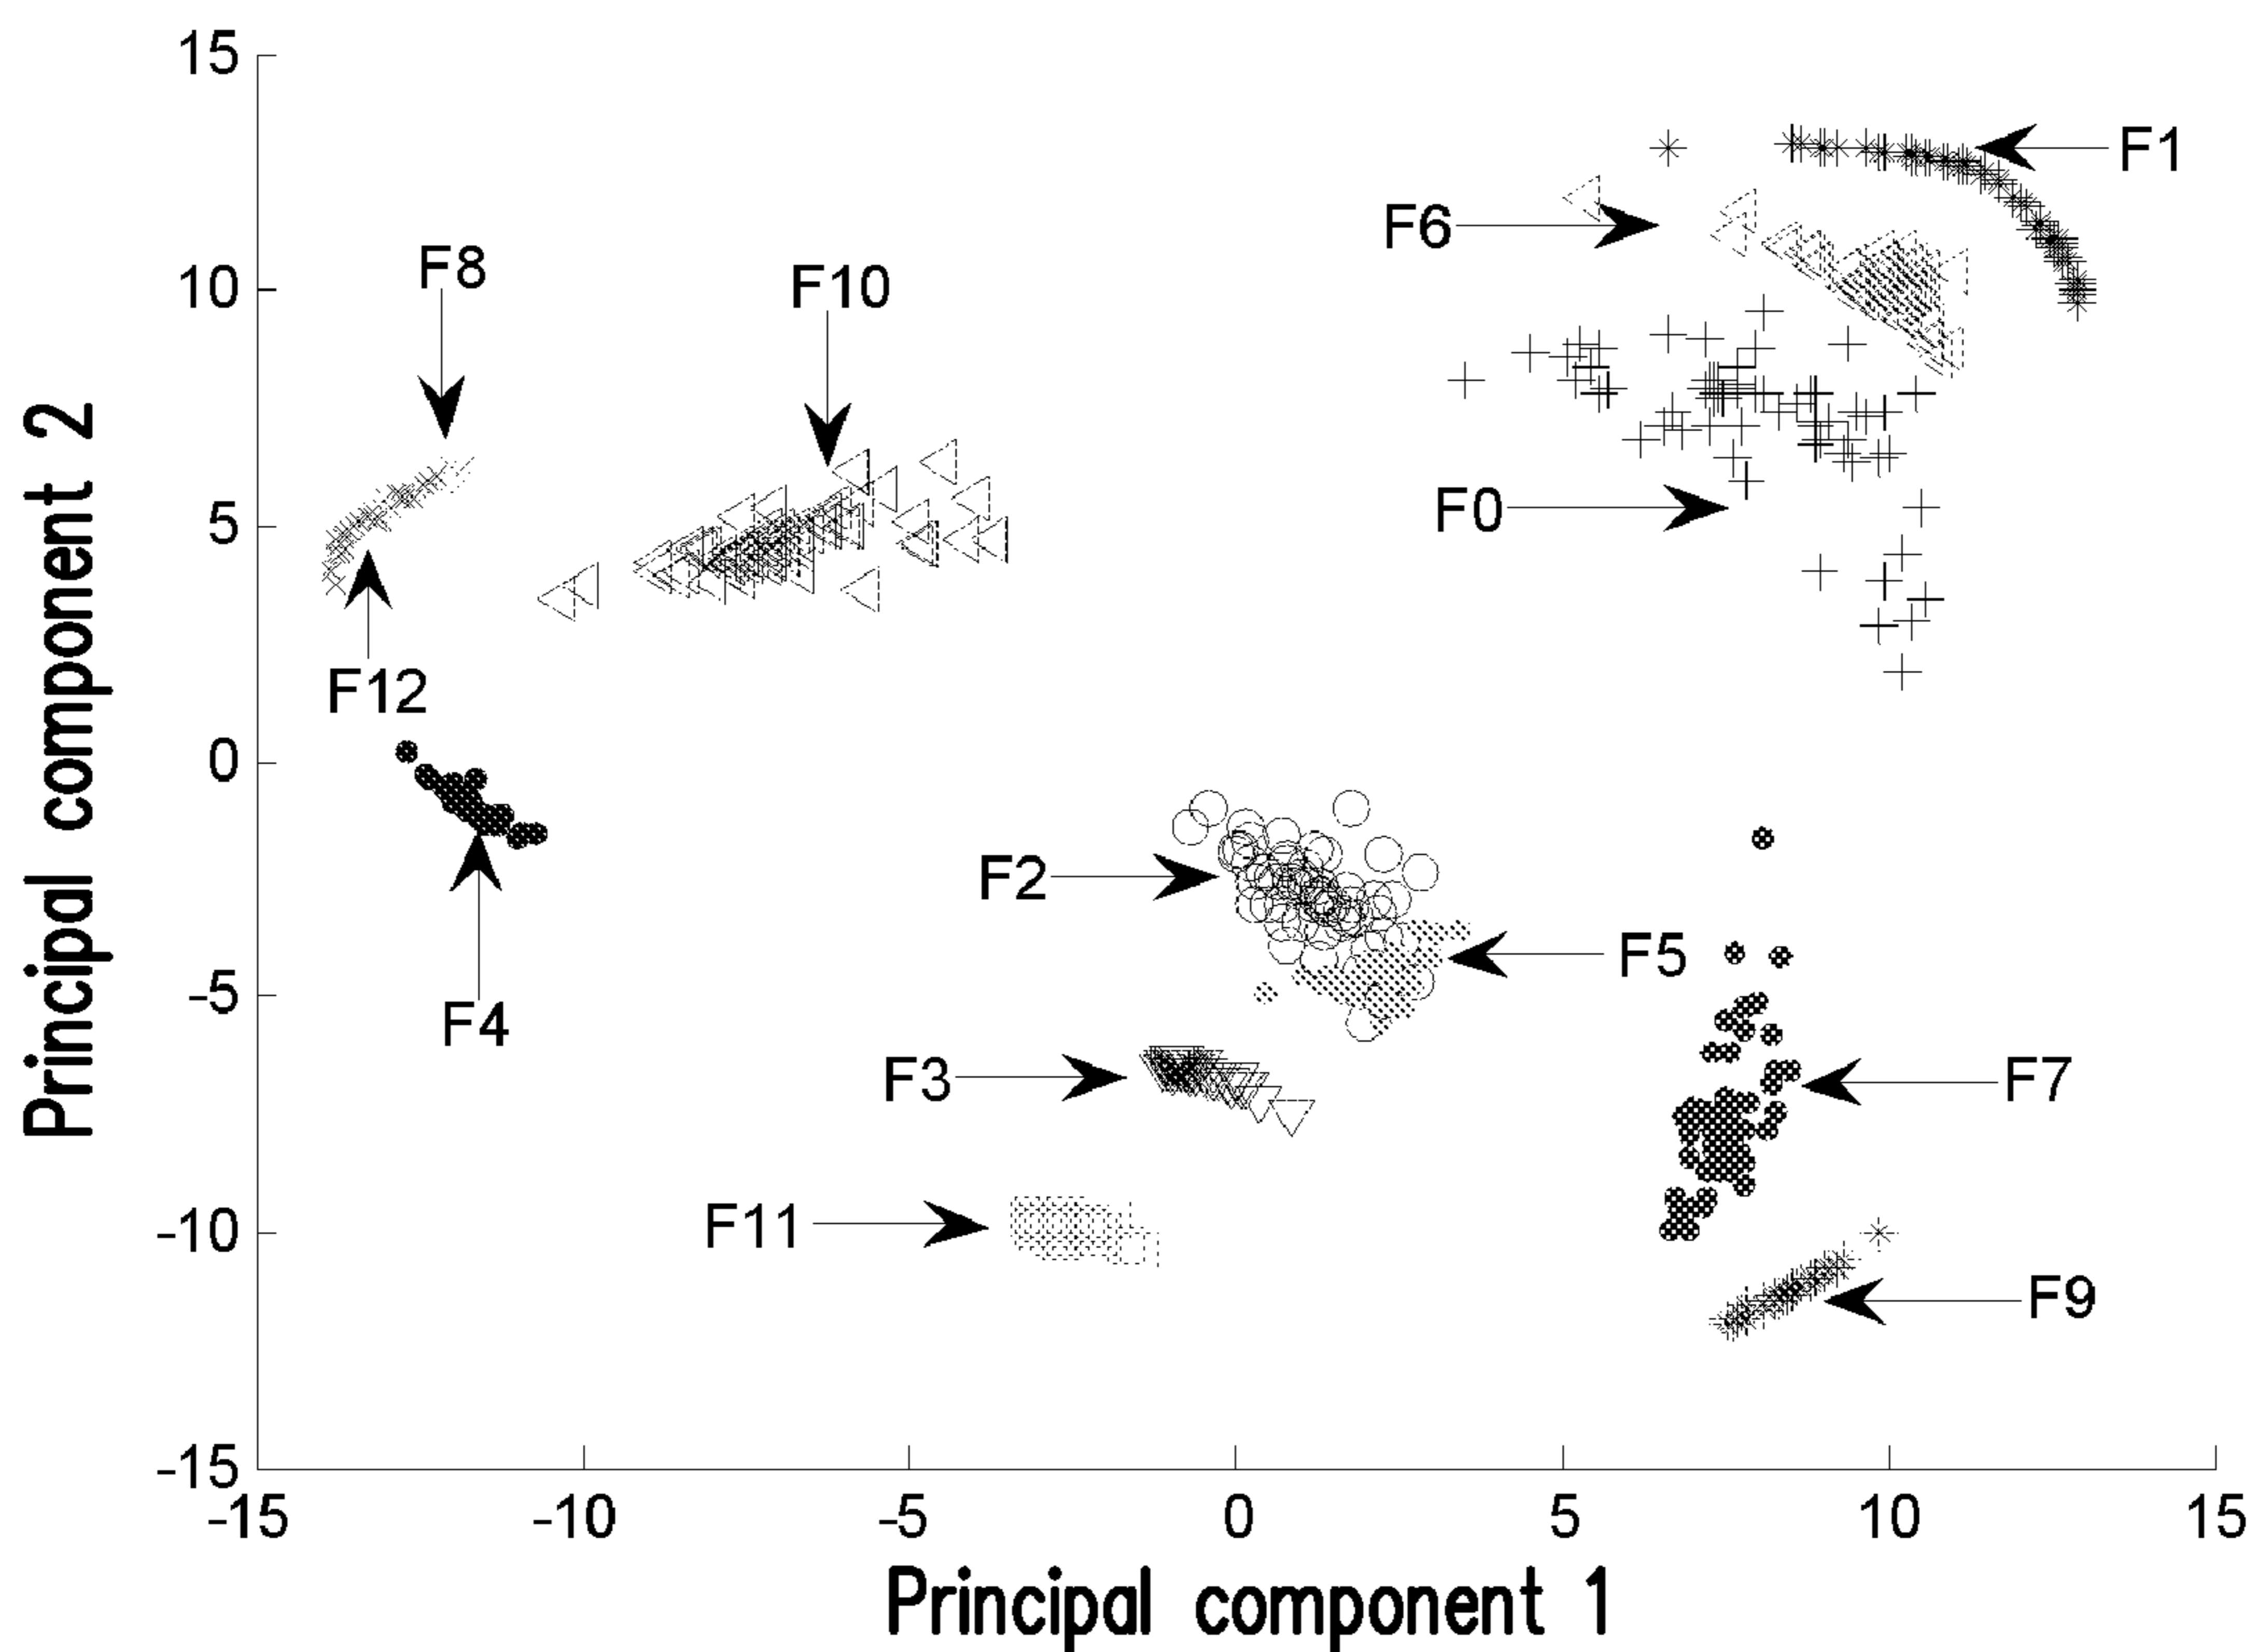 15
F1
F6
F8
F10
10
5
F0
F12
0
F2
F5
-5
F4
F3
F7
F11
-10
F9
-15
-15 -10 -5 0 5 10 15
Principal component 1
Principal component 2